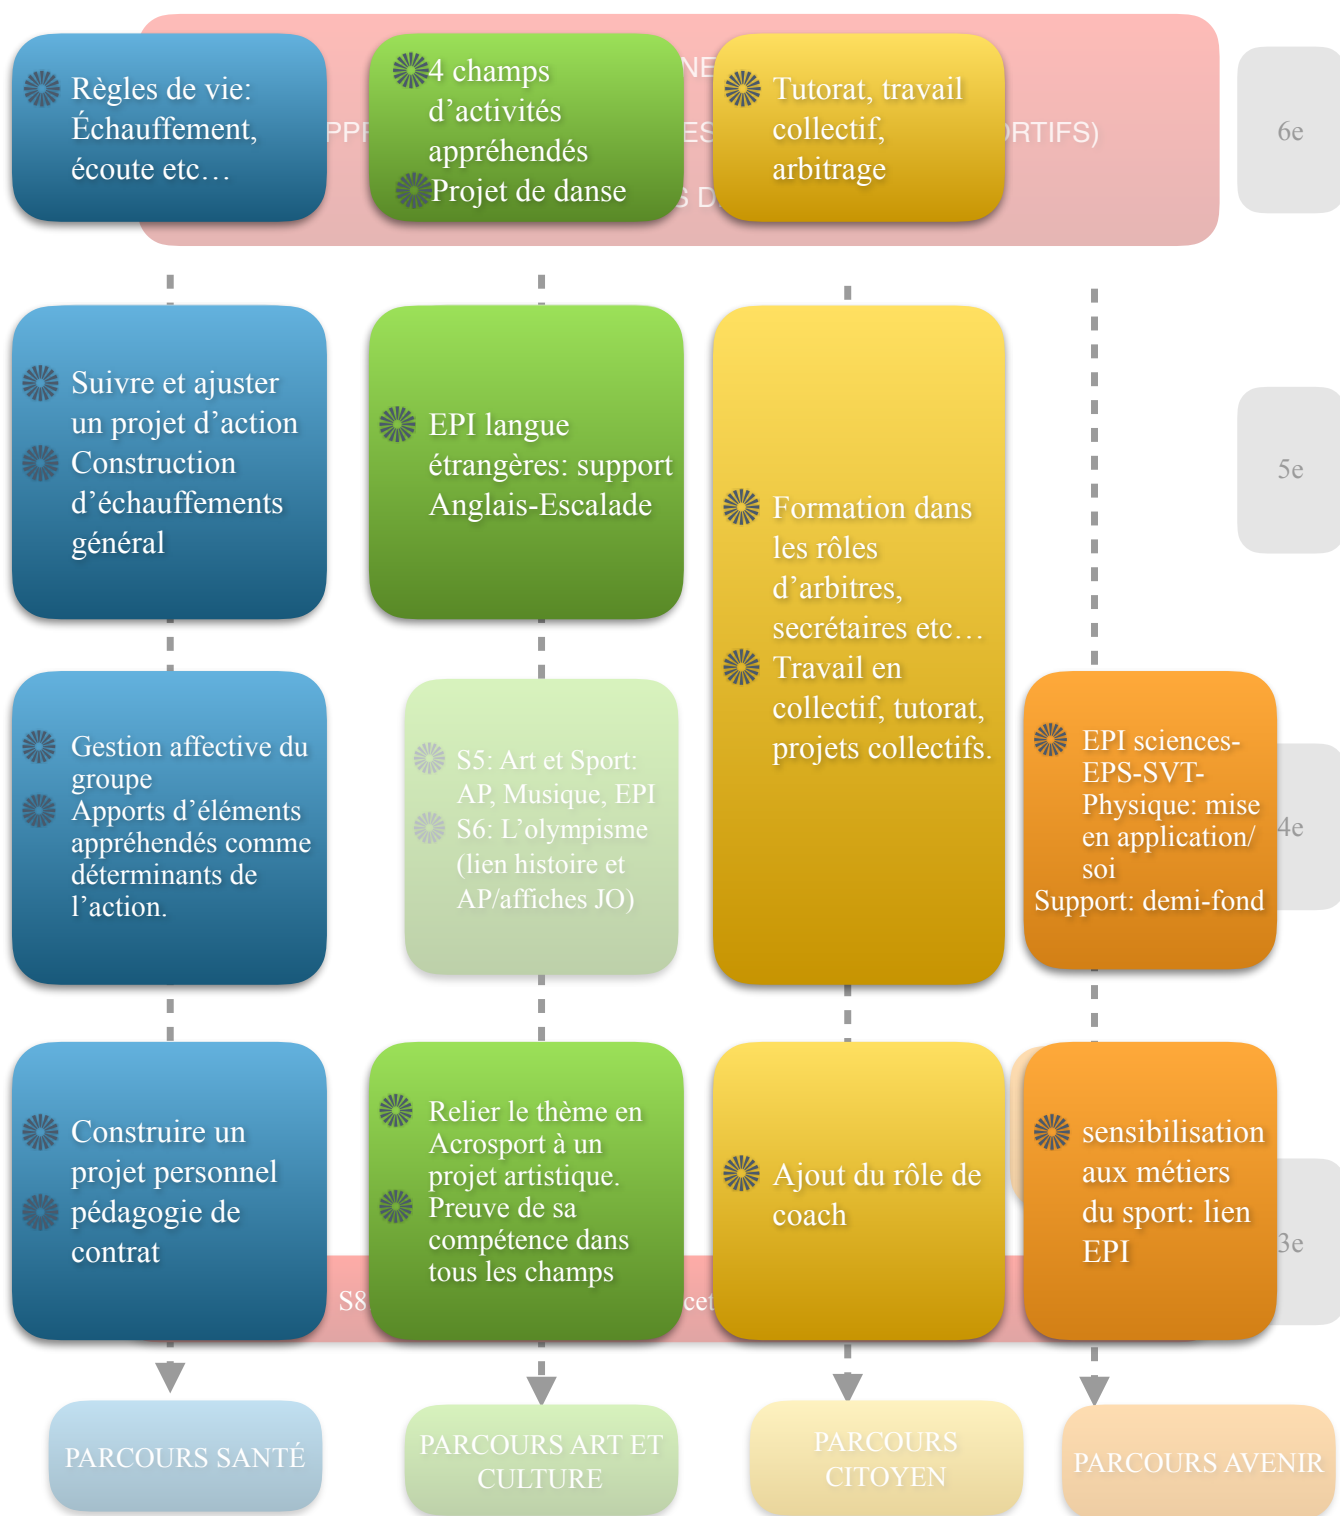 Règles de vie:
Échauffement,
écoute etc…
4 champs
d’activités
appréhendés
Projet de danse
Tutorat, travail
collectif,
arbitrage
6e
Suivre et ajuster
un projet d’action
Construction
d’échauffements
général
EPI langue
étrangères: support
Anglais-Escalade
Formation dans
les rôles
d’arbitres,
secrétaires etc…
Travail en
collectif, tutorat,
projets collectifs.
5e
Gestion affective du
groupe
Apports d’éléments
appréhendés comme
déterminants de
l’action.
S5: Art et Sport:
AP, Musique, EPI
S6: L’olympisme
(lien histoire et
AP/affiches JO)
EPI sciences-
EPS-SVT-
Physique: mise
en application/
soi
Support: demi-fond
4e
Construire un
projet personnel
pédagogie de
contrat
Relier le thème en
Acrosport à un
projet artistique.
Preuve de sa
compétence dans
tous les champs
Ajout du rôle de
coach
sensibilisation
aux métiers
du sport: lien
EPI
3e
S8
PARCOURS SANTÉ
PARCOURS ART ET
CULTURE
PARCOURS
CITOYEN
PARCOURS AVENIR